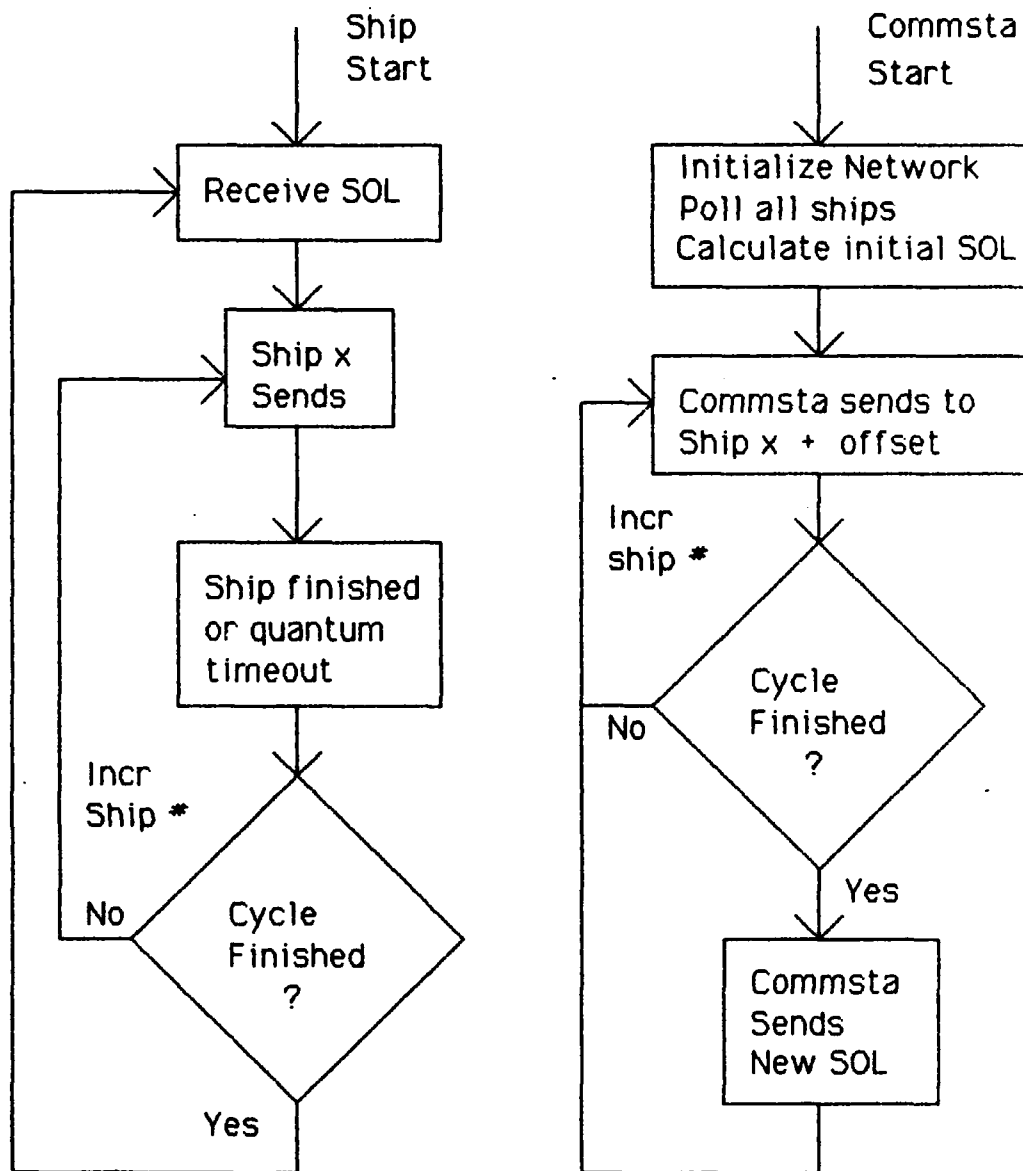 Ship
Start
Receive SOL
Ship x
Sends
Ship finished
or quantum
timeout
Incr
Ship #
No
Cycle
Finished
?
Yes
Commsta
Start
Initialize Network
Poll all ships
Calculate initial SOL
Commsta sends to
Ship x + offset
Incr
ship #
No
Cycle
Finished
?
Yes
Commsta
Sends
New SOL